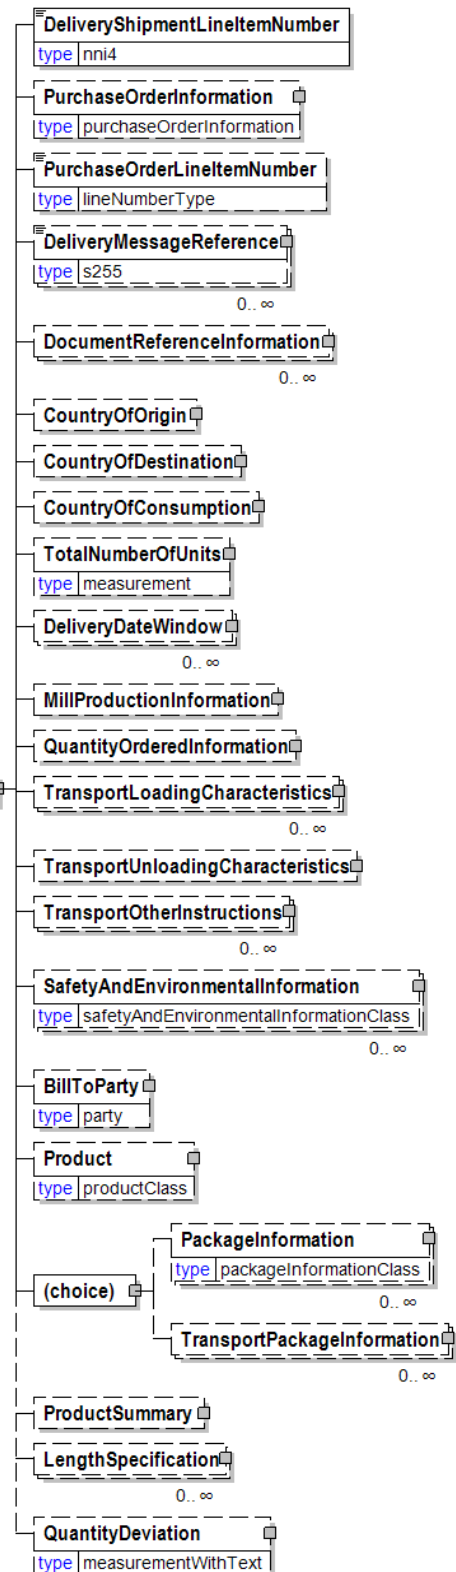 DeliveryShipmentLineItemNumber
type nni4
PurchaseOrderInformation
type purchaseOrderInformation
PurchaseOrderLineItemNumber
type lineNumberType
DeliveryMessageReference
type s255
0.. ∞
DocumentReferenceInformation
0.. ∞
CountryOfOrigin
CountryOfDestination
CountryOfConsumption
TotalNumberOfUnits
type measurement
DeliveryDateWindow
0.. ∞
MillProductionInformation
QuantityOrderedInformation
TransportLoadingCharacteristics
0.. ∞
TransportUnloadingCharacteristics
TransportOtherInstructions
0.. ∞
SafetyAndEnvironmentalInformation
type safetyAndEnvironmentalInformationClass
0.. ∞
BillToParty
type party
Product
type productClass
PackageInformation
type packageInformationClass
0.. ∞
(choice)
TransportPackageInformation
0.. ∞
ProductSummary
LengthSpecification
0.. ∞
QuantityDeviation
type measurementWithText